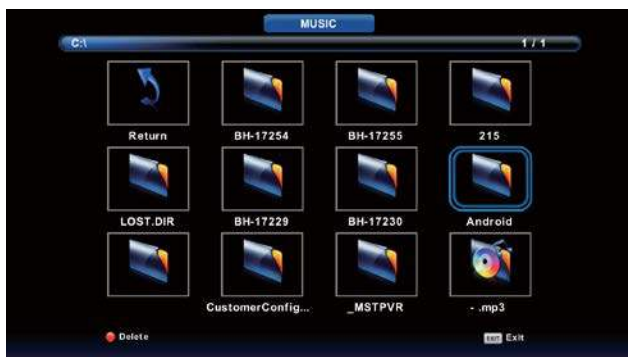 MUSIC
C:\ 1 / 1
Return BH-17254 BH-17255 215
LOST.DIR BH-17229 BH-17230 Android
CustomerConfig... _MSTPVR - .mp3
Delete EXIT Exit